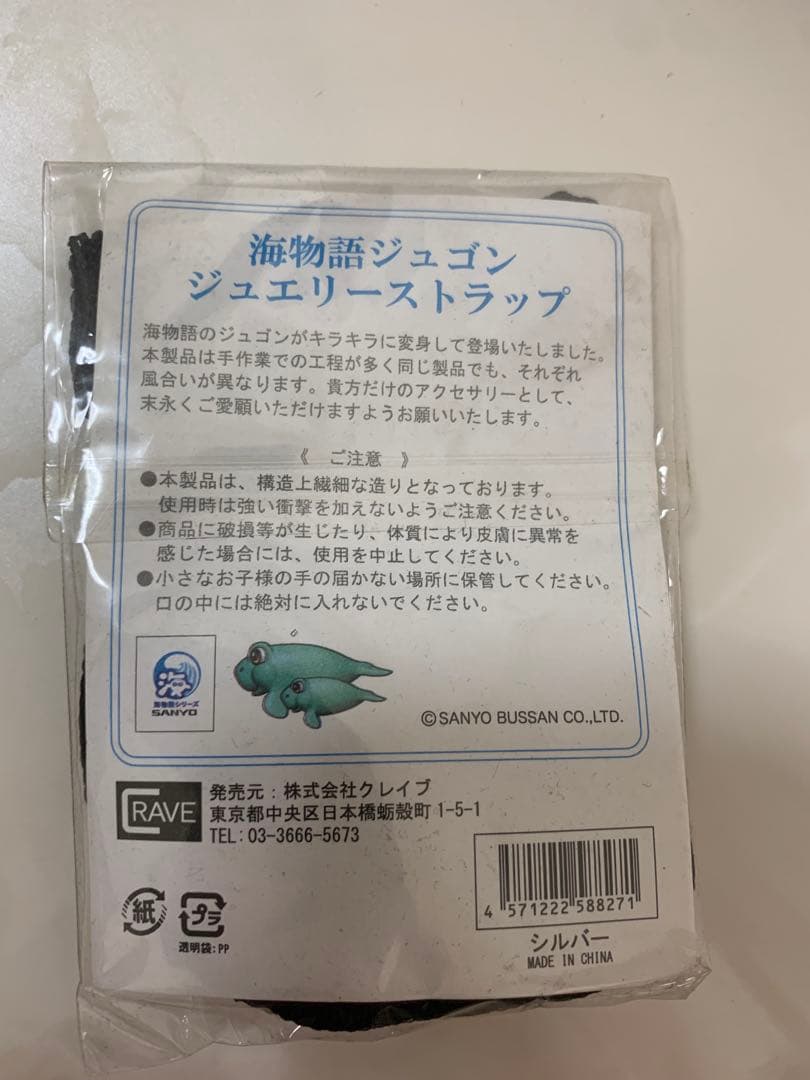 海物語ジュゴン
ジュエリーストラップ
海物語のジュゴンがキラキラに変身して登場いたしました。
本製品は手作業での工程が多く同じ製品でも、それぞれ
風合いが異なります。貴方だけのアクセサリーとして、
末永くご愛顧いただけますようお願いいたします。
《 ご注意 》
●本製品は、構造上繊細な造りとなっております。
使用時は強い衝撃を加えないようご注意ください。
●商品に破損等が生じたり、体質により皮膚に異常を
感じた場合には、使用を中止してください。
●小さなお子様の手の届かない場所に保管してください。
口の中には絶対に入れないでください。
海
海物語シリーズ
SANYO
©SANYO BUSSAN CO.,LTD.
CRAVE
発売元：株式会社クレイブ
東京都中央区日本橋蛎殻町1-5-1
TEL:03-3666-5673
紙
プラ
透明袋:PP
4 571222 588271
シルバー
MADE IN CHINA